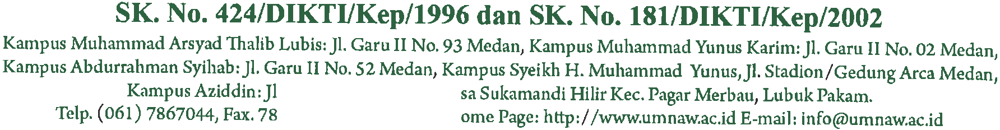 SK. No. 424/DIKTI/Kep/1996 dan SK. No. 181/DIKTI/Kep/2002
Kampus Muhammad Arsyad Thalib Lubis: Jl. Garu II No. 93 Medan, Kampus Muhammad Yunus Karim: Jl. Garu II No. 02 Medan,
Kampus Abdurrahman Syihab: Jl. Garu II No. 52 Medan, Kampus Syeikh H. Muhammad Yunus, Jl. Stadion/Gedung Arca Medan,
Kampus Aziddin: Jl sa Sukamandi Hilir Kec. Pagar Merbau, Lubuk Pakam.
Telp. (061) 7867044, Fax. 78 ome Page: http://www.umnaw.ac.id E-mail: info@umnaw.ac.id